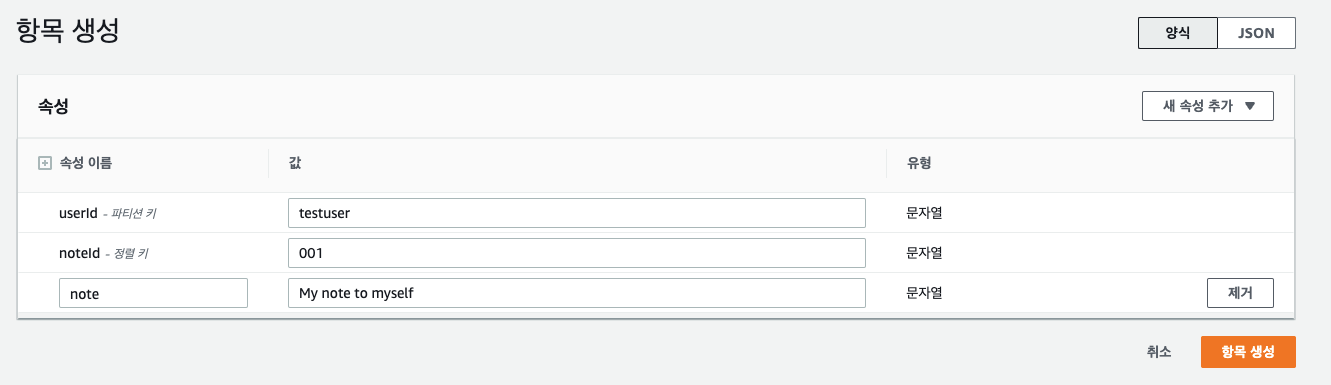 항목 생성
양식 JSON
속성
새 속성 추가 ▼
속성 이름 값 유형
userId - 파티션 키 testuser 문자열
noteId - 정렬 키 001 문자열
note My note to myself 문자열 제거
취소 항목 생성